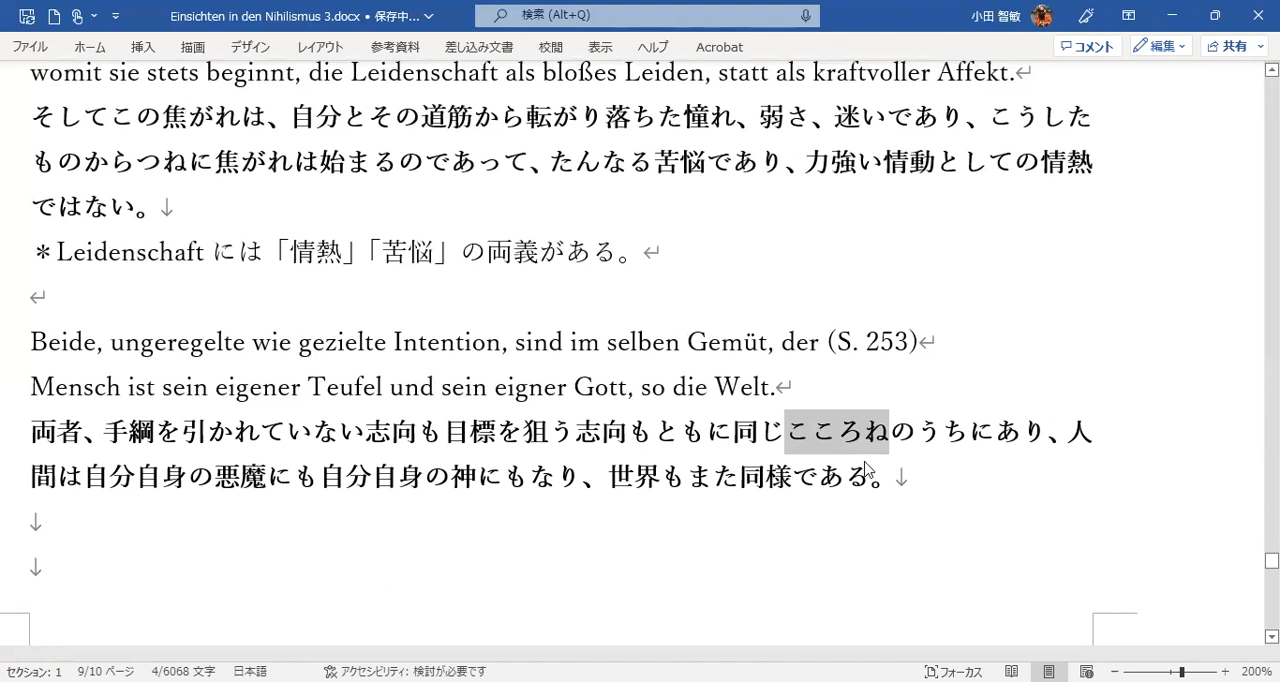 Einsichten in den Nihilismus 3.docx • 保存中...
検索 (Alt+Q)
小田 智敏
ファイル ホーム 挿入 描画 デザイン レイアウト 参考資料 差し込み文書 校閲 表示 ヘルプ Acrobat コメント 編集 共有
womit sie stets beginnt, die Leidenschaft als bloßes Leiden, statt als kraftvoller Affekt.↵
そしてこの焦がれは、自分とその道筋から転がり落ちた憧れ、弱さ、迷いであり、こうした
ものからつねに焦がれは始まるのであって、たんなる苦悩であり、力強い情動としての情熱
ではない。↓
＊Leidenschaft には「情熱」「苦悩」の両義がある。↵
↵
Beide, ungeregelte wie gezielte Intention, sind im selben Gemüt, der (S. 253)↵
Mensch ist sein eigener Teufel und sein eigner Gott, so die Welt.↵
両者、手綱を引かれていない志向も目標を狙う志向もともに同じこころねのうちにあり、人
間は自分自身の悪魔にも自分自身の神にもなり、世界もまた同様である。↓
↓
↓
セクション: 1 9/10 ページ 4/6068 文字 日本語 アクセシビリティ: 検討が必要です フォーカス 200%